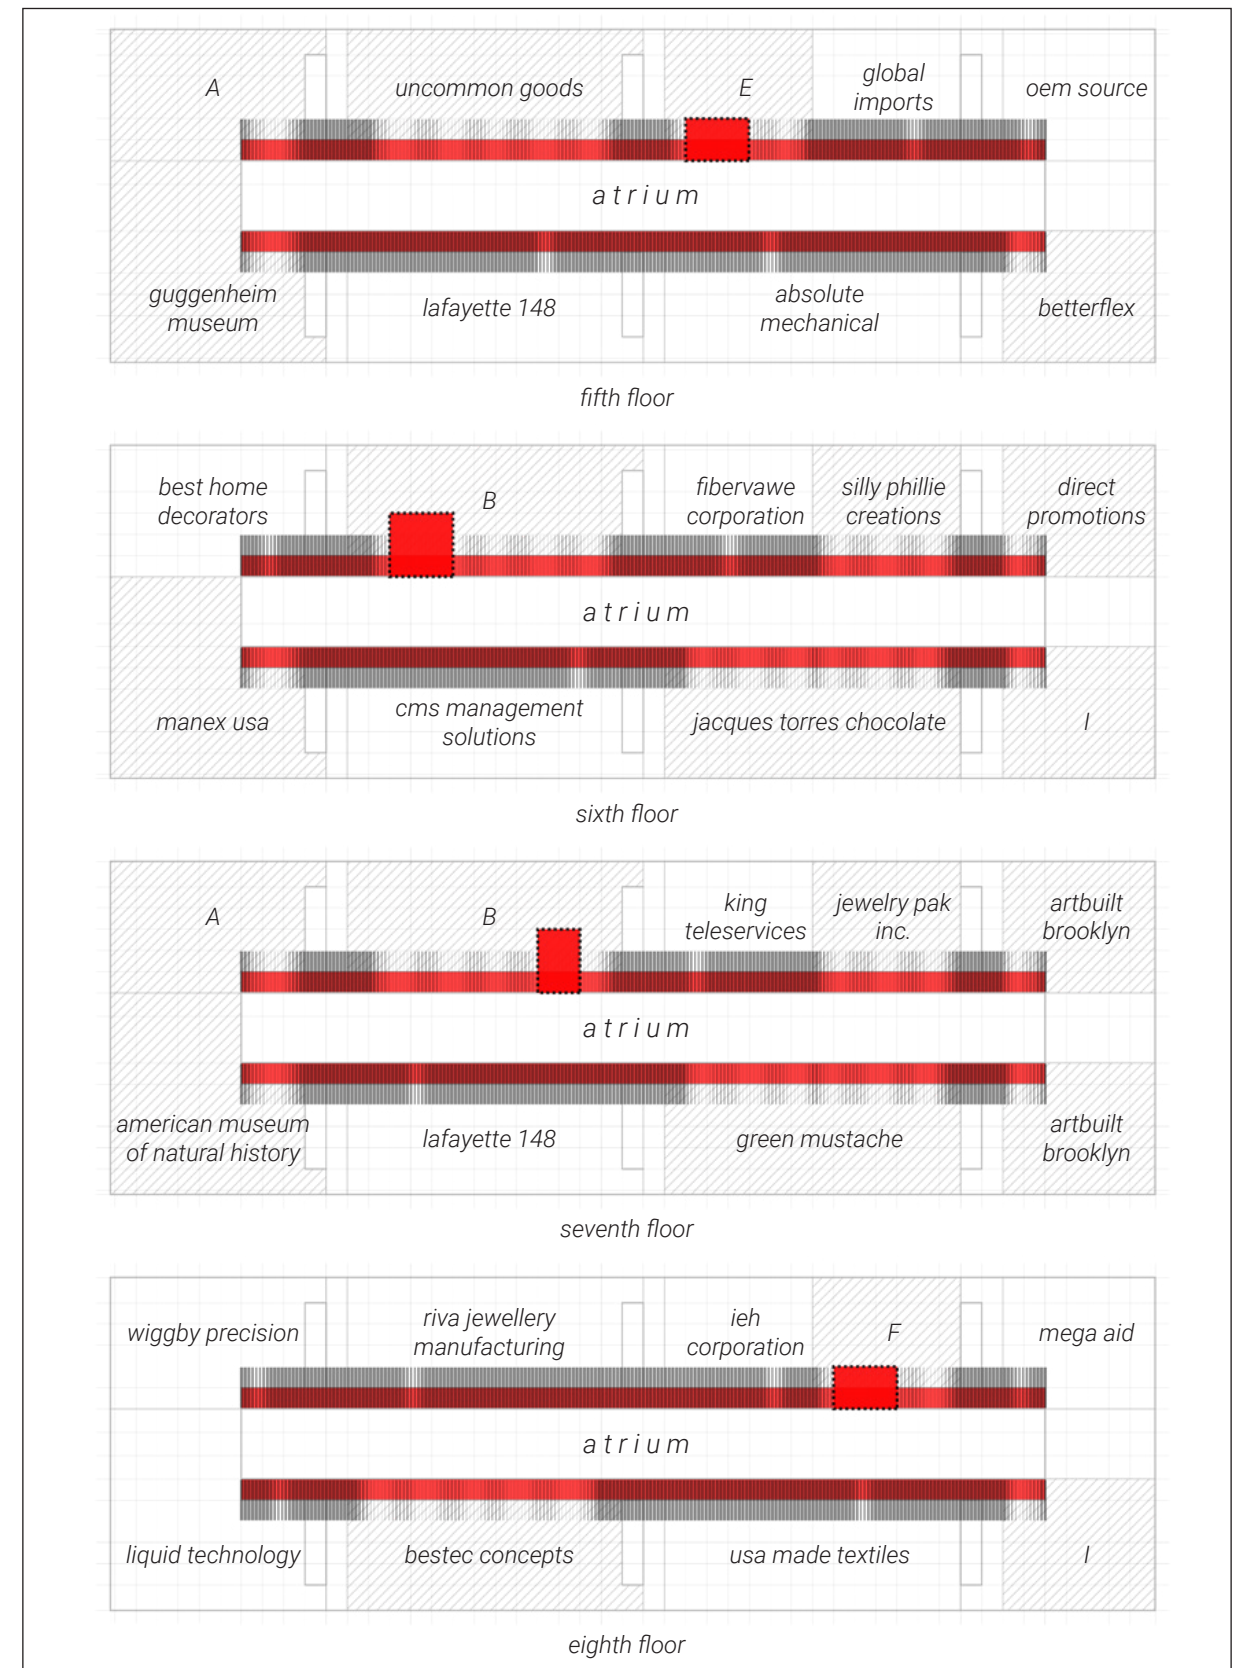 A
uncommon goods
E
global
imports
oem source
atrium
guggenheim
museum
lafayette 148
absolute
mechanical
betterflex
fifth floor
best home
decorators
B
fibervawe
corporation
silly phillie
creations
direct
promotions
atrium
manex usa
cms management
solutions
jacques torres chocolate
I
sixth floor
A
B
king
teleservices
jewelry pak
inc.
artbuilt
brooklyn
atrium
american museum
of natural history
lafayette 148
green mustache
artbuilt
brooklyn
seventh floor
wiggby precision
riva jewellery
manufacturing
ieh
corporation
F
mega aid
atrium
liquid technology
bestec concepts
usa made textiles
I
eighth floor